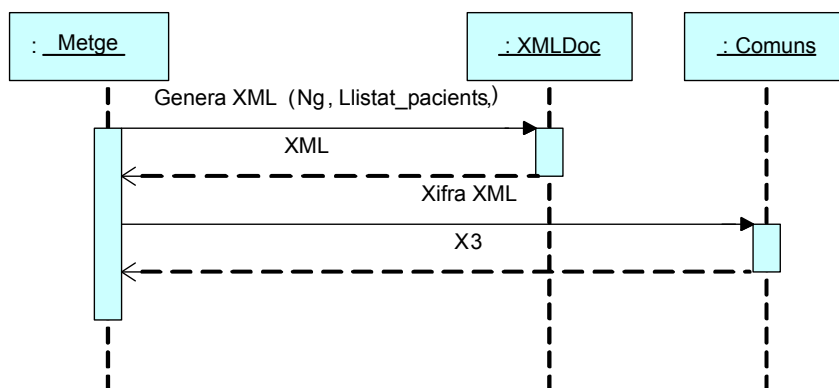 : Metge
: XMLDoc
: Comuns
Genera XML (Ng, Llistat_pacients,)
XML
Xifra XML
X3